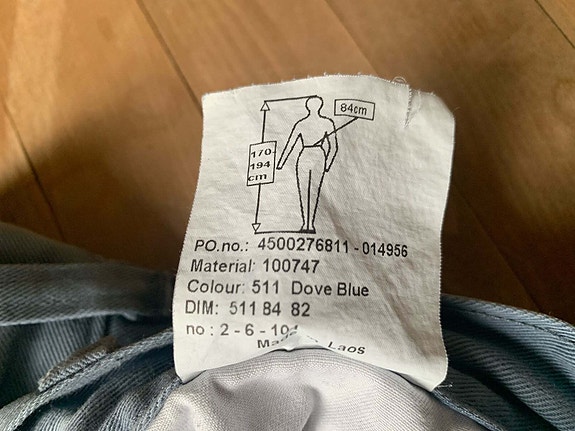 84cm
170-
194
cm
PO.no.: 4500276811 - 014956
Material: 100747
Colour: 511 Dove Blue
DIM: 511 84 82
no : 2 - 6 -
Laos